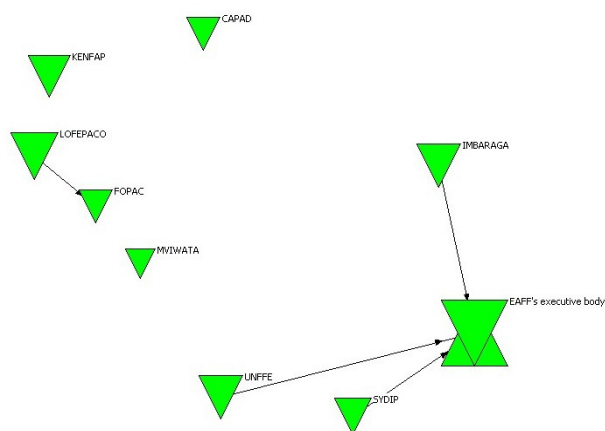 CAPAD
KENFAP
LOFEPACO
IMBARAGA
FOPAC
MVIWATA
EAFF's executive body
UNFFE
SYDIP